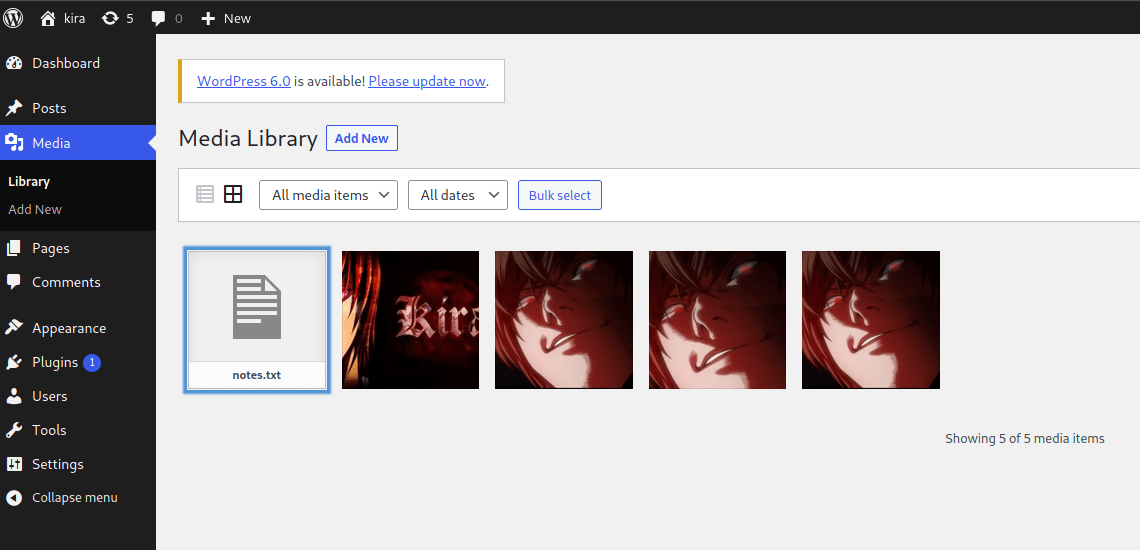 kira 5 0 New
Dashboard
Posts
Media
Library
Add New
Pages
Comments
Appearance
Plugins 1
Users
Tools
Settings
Collapse menu
WordPress 6.0 is available! Please update now.
Media Library Add New
All media items All dates Bulk select
Kira
notes.txt
Showing 5 of 5 media items